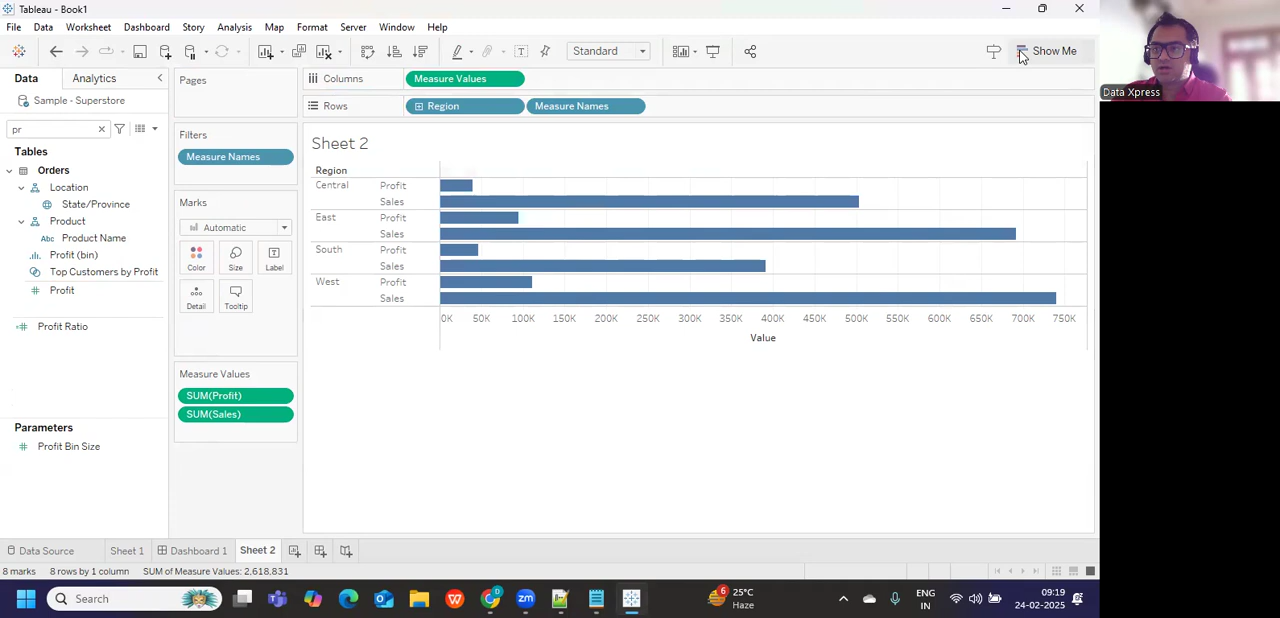 Tableau - Book1
File Data Worksheet Dashboard Story Analysis Map Format Server Window Help
Standard
Show Me
Data Xpress
Data Analytics
Sample - Superstore
pr
Tables
Orders
Location
State/Province
Product
Abc Product Name
Profit (bin)
Top Customers by Profit
Profit
Profit Ratio
Parameters
Profit Bin Size
Pages
Filters
Measure Names
Marks
Automatic
Color Size Label
Detail Tooltip
Measure Values
SUM(Profit)
SUM(Sales)
Columns Measure Values
Rows Region Measure Names
Sheet 2
Region
Central Profit
Sales
East Profit
Sales
South Profit
Sales
West Profit
Sales
0K 50K 100K 150K 200K 250K 300K 350K 400K 450K 500K 550K 600K 650K 700K 750K
Value
Data Source Sheet 1 Dashboard 1 Sheet 2
8 marks 8 rows by 1 column SUM of Measure Values: 2,618,831
Search
6 25°C
Haze
ENG
IN
09:19
24-02-2025